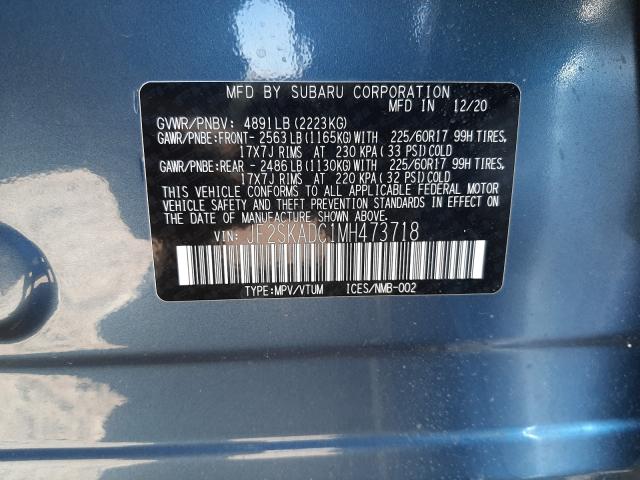 MFD BY SUBARU CORPORATION
MFD IN 12/20
GVWR/PNBV: 4891LB(2223KG)
GAWR/PNBE:FRONT- 2563LB(1165KG)WITH 225/60R17 99H TIRES,
17X7J RIMS AT 230 KPA(33 PSI)COLD
GAWR/PNBE:REAR - 2486LB(1130KG)WITH 225/60R17 99H TIRES,
17X7J RIMS AT 220 KPA(32 PSI)COLD
THIS VEHICLE CONFORMS TO ALL APPLICABLE FEDERAL MOTOR
VEHICLE SAFETY AND THEFT PREVENTION STANDARDS IN EFFECT
ON THE DATE OF MANUFACTURE SHOWN ABOVE.
VIN: JF2SKADC1MH473718
TYPE:MPV/VTUM ICES/NMB-002